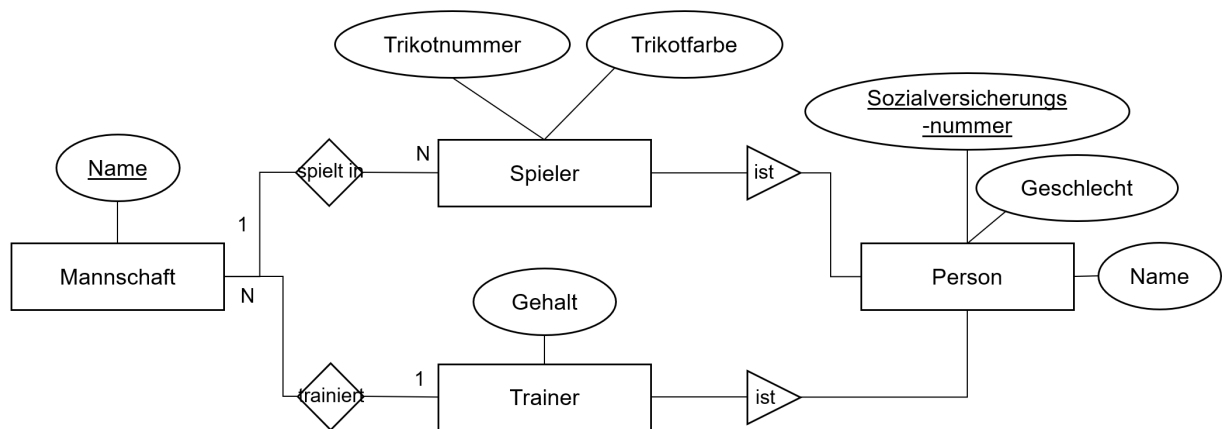 Trikotnummer
Trikotfarbe
Sozialversicherungs
-nummer
Name
spielt in
N
Spieler
ist
Geschlecht
1
Mannschaft
N
Gehalt
Person
Name
trainiert
1
Trainer
ist